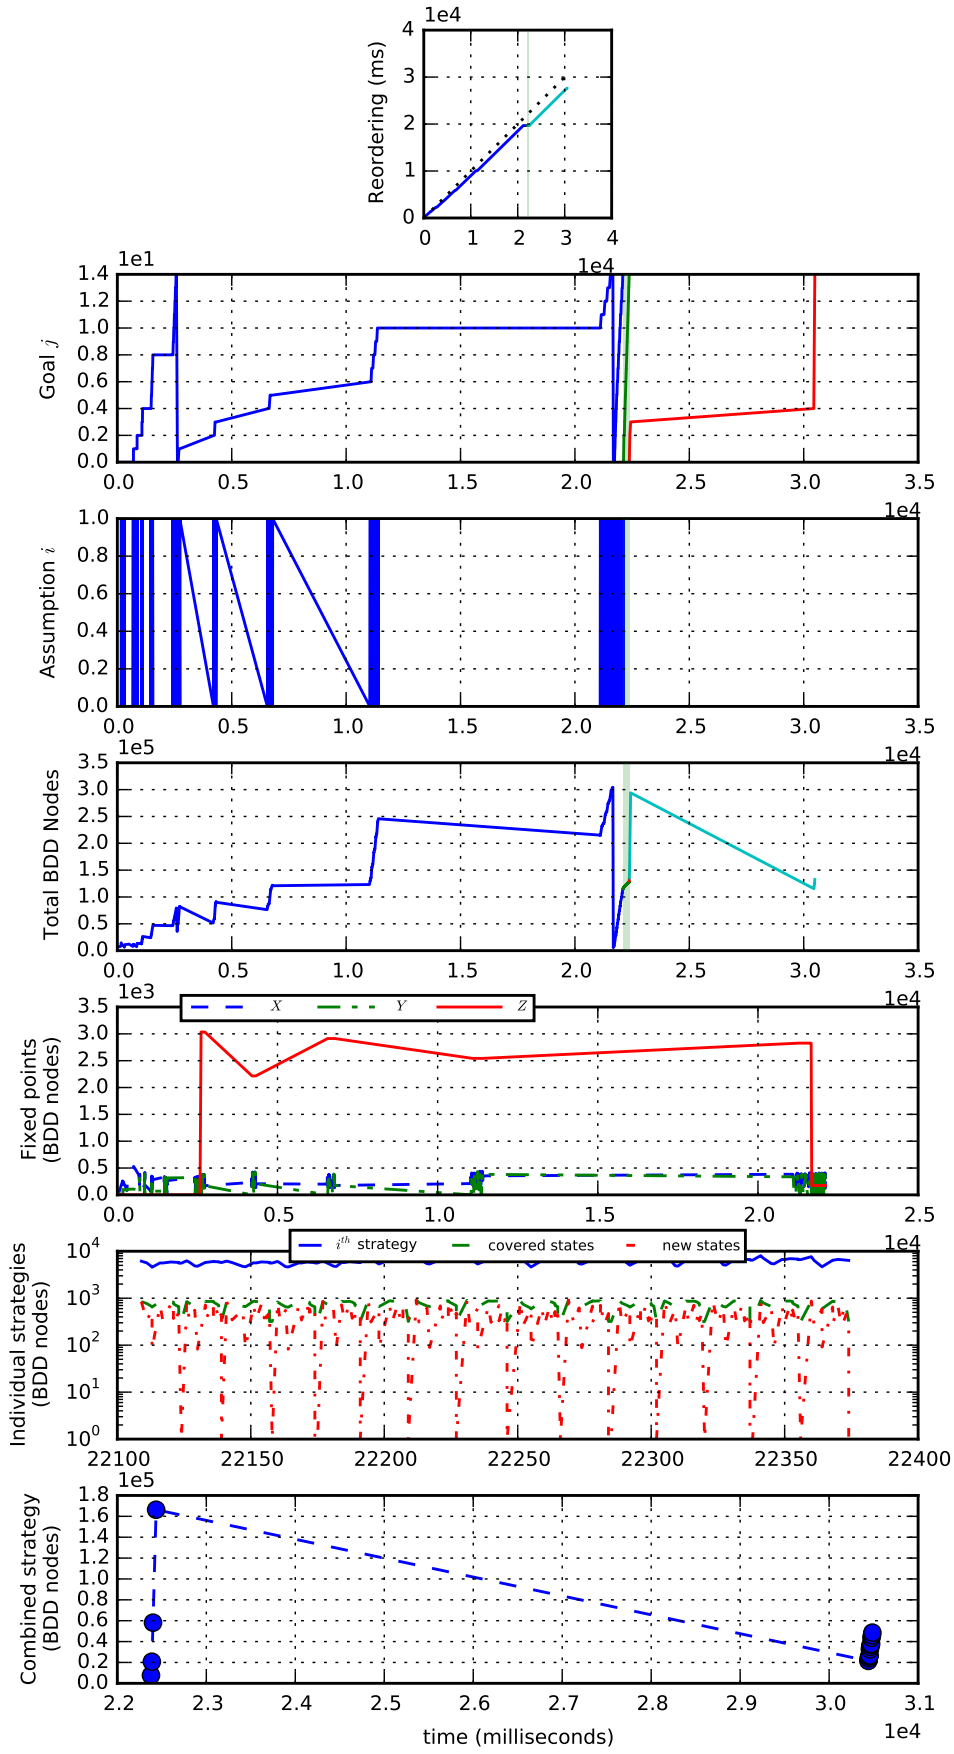 1e4
4
3
2
1
0
Reordering (ms)
0 1 2 3 4
1e4
1e1
1.4
1.2
1.0
0.8
0.6
0.4
0.2
0.0
Goal j
0.0 0.5 1.0 1.5 2.0 2.5 3.0 3.5
1e4
1.0
0.8
0.6
0.4
0.2
0.0
Assumption i
0.0 0.5 1.0 1.5 2.0 2.5 3.0 3.5
1e4
1e5
3.5
3.0
2.5
2.0
1.5
1.0
0.5
0.0
Total BDD Nodes
0.0 0.5 1.0 1.5 2.0 2.5 3.0 3.5
1e4
1e3
X Y Z
3.5
3.0
2.5
2.0
1.5
1.0
0.5
0.0
Fixed points
(BDD nodes)
0.0 0.5 1.0 1.5 2.0 2.5
1e4
i^th strategy covered states new states
10^4
10^3
10^2
10^1
10^0
Individual strategies
(BDD nodes)
22100 22150 22200 22250 22300 22350 22400
1e5
1.8
1.6
1.4
1.2
1.0
0.8
0.6
0.4
0.2
0.0
Combined strategy
(BDD nodes)
2.2 2.3 2.4 2.5 2.6 2.7 2.8 2.9 3.0 3.1
1e4
time (milliseconds)